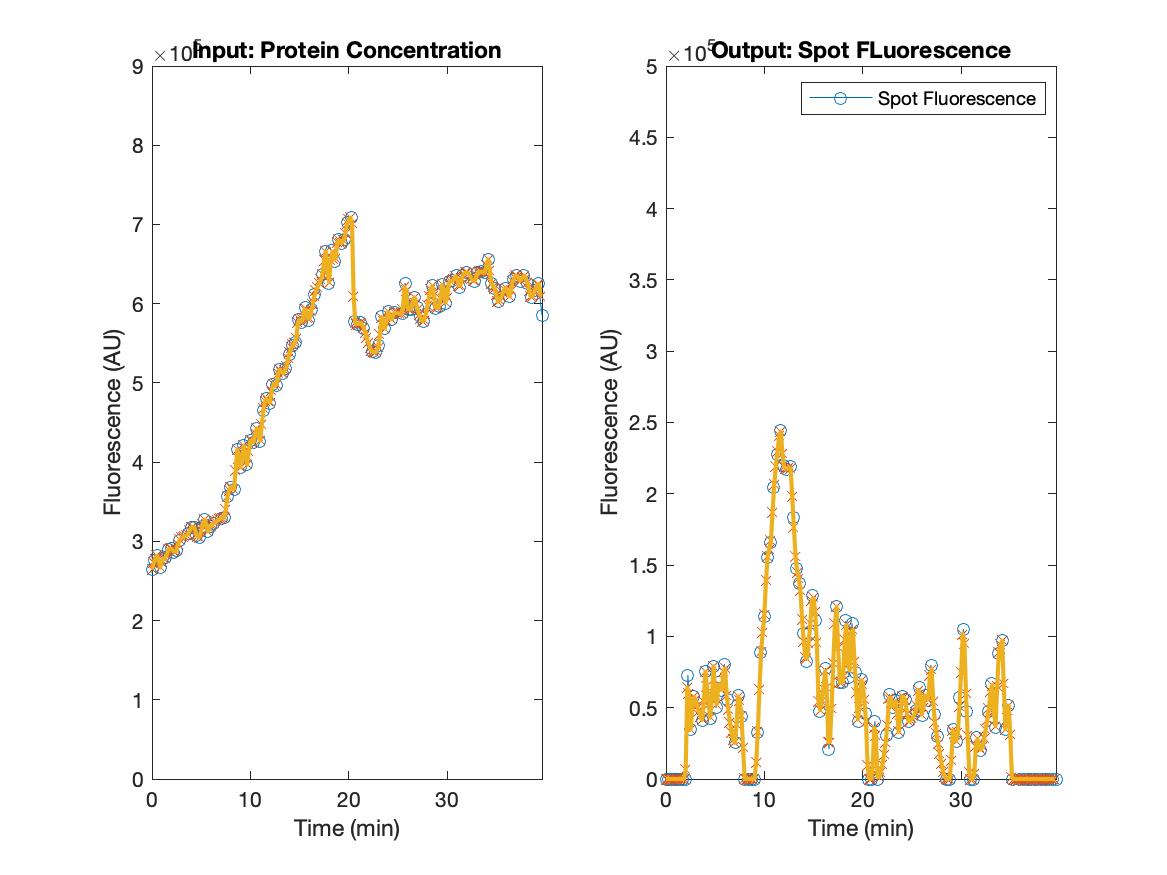 ×10⁵
Input: Protein Concentration
9
8
7
6
5
4
3
2
1
0
0 10 20 30
Fluorescence (AU)
Time (min)
×10⁵
Output: Spot FLuorescence
Spot Fluorescence
5
4.5
4
3.5
3
2.5
2
1.5
1
0.5
0
0 10 20 30
Fluorescence (AU)
Time (min)